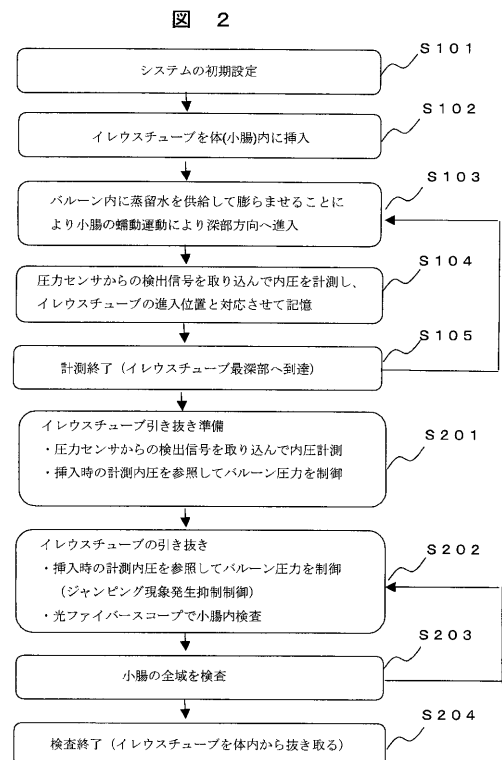 図 2
S101
システムの初期設定
S102
イレウスチューブを体(小腸)内に挿入
S103
バルーン内に蒸留水を供給して膨らませることに
より小腸の蠕動運動により深部方向へ進入
S104
圧力センサからの検出信号を取り込んで内圧を計測し、
イレウスチューブの進入位置と対応させて記憶
S105
計測終了（イレウスチューブ最深部へ到達）
イレウスチューブ引き抜き準備
・圧力センサからの検出信号を取り込んで内圧計測
・挿入時の計測内圧を参照してバルーン圧力を制御
S201
イレウスチューブの引き抜き
・挿入時の計測内圧を参照してバルーン圧力を制御
（ジャンピング現象発生抑制制御）
・光ファイバースコープで小腸内検査
S202
S203
小腸の全域を検査
S204
検査終了（イレウスチューブを体内から抜き取る）